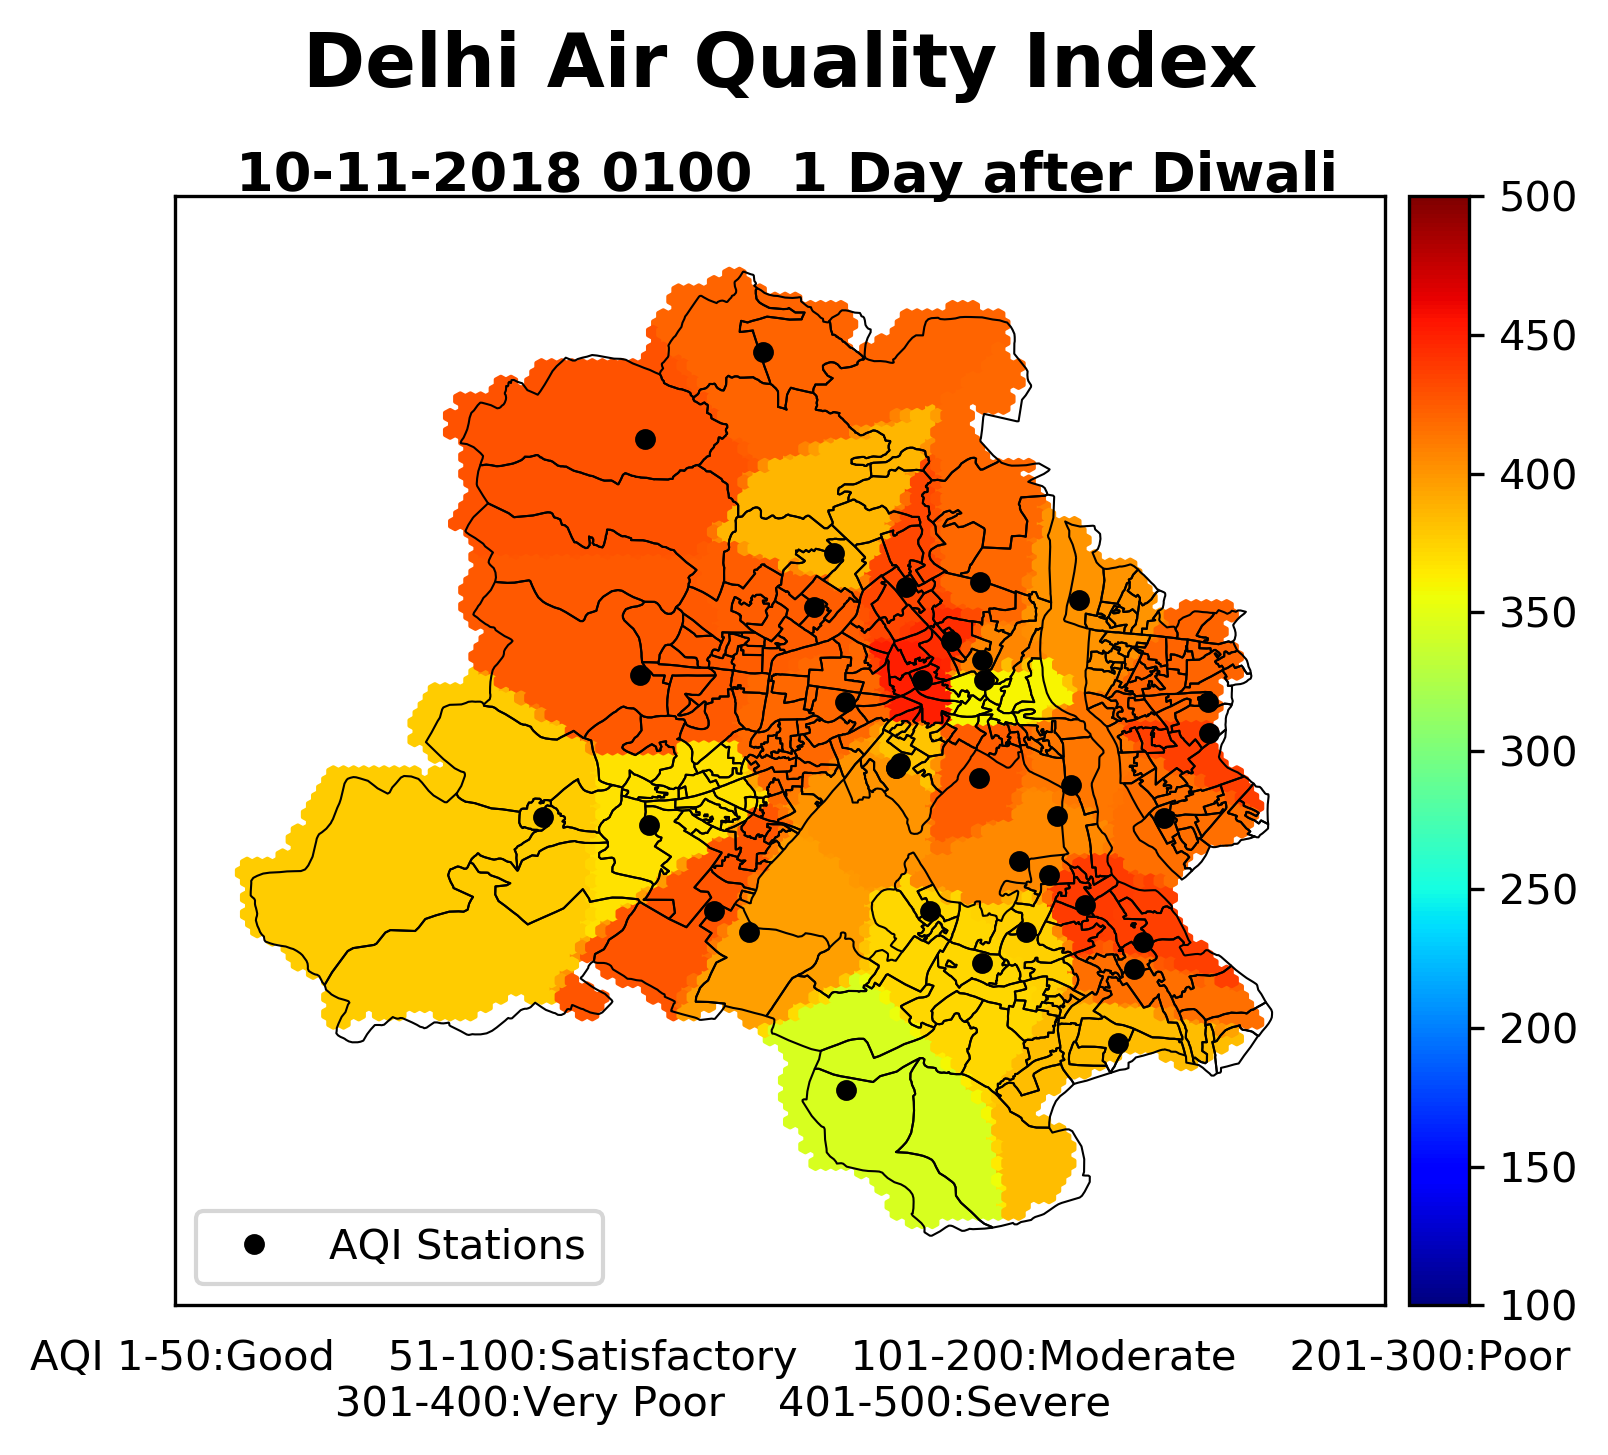 Delhi Air Quality Index
10-11-2018 0100  1 Day after Diwali
500
450
400
350
300
250
200
150
100
AQI Stations
AQI 1-50:Good    51-100:Satisfactory    101-200:Moderate    201-300:Poor
301-400:Very Poor    401-500:Severe